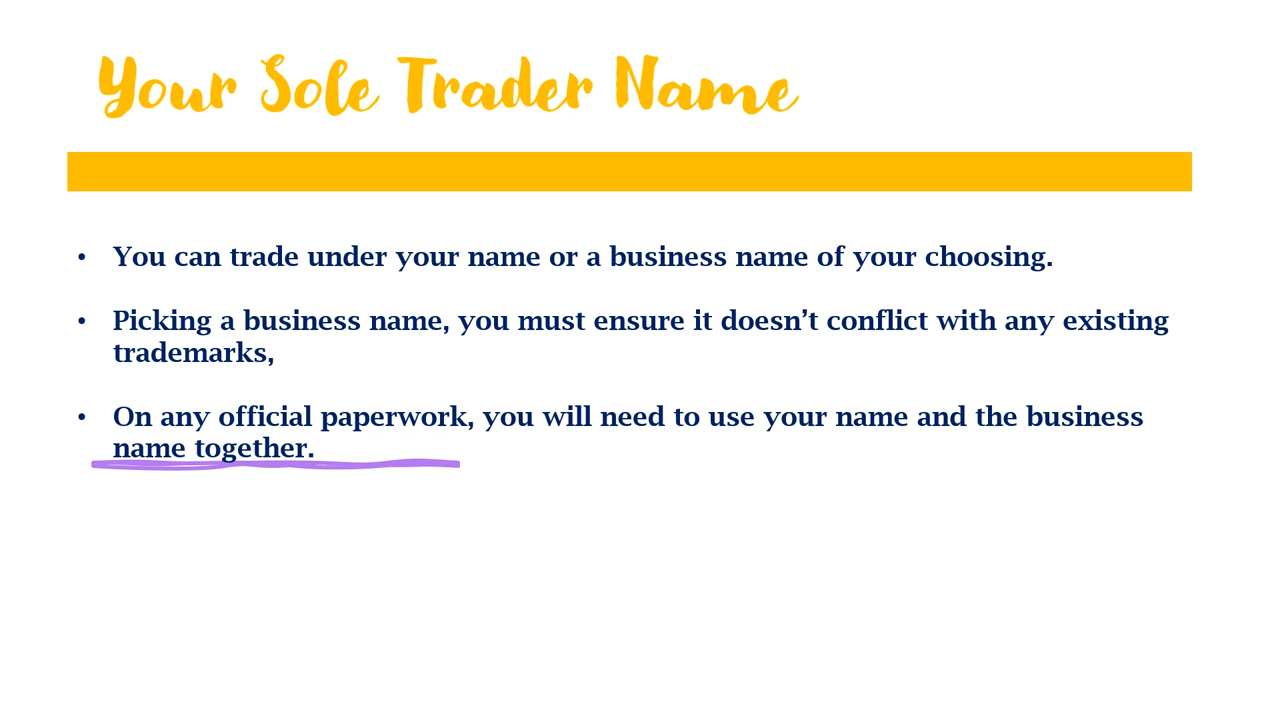 Your Sole Trader Name
• You can trade under your name or a business name of your choosing.
• Picking a business name, you must ensure it doesn’t conflict with any existing
trademarks,
• On any official paperwork, you will need to use your name and the business
name together.